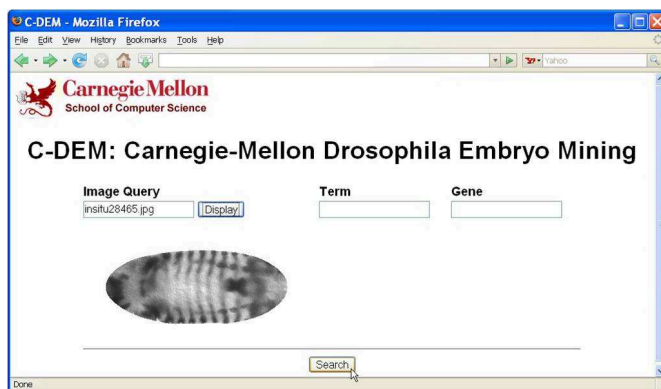 C-DEM - Mozilla Firefox
File Edit View History Bookmarks Tools Help
Yahoo
Carnegie Mellon
School of Computer Science
C-DEM: Carnegie-Mellon Drosophila Embryo Mining
Image Query Term Gene
insitu28465.jpg Display
Search
Done